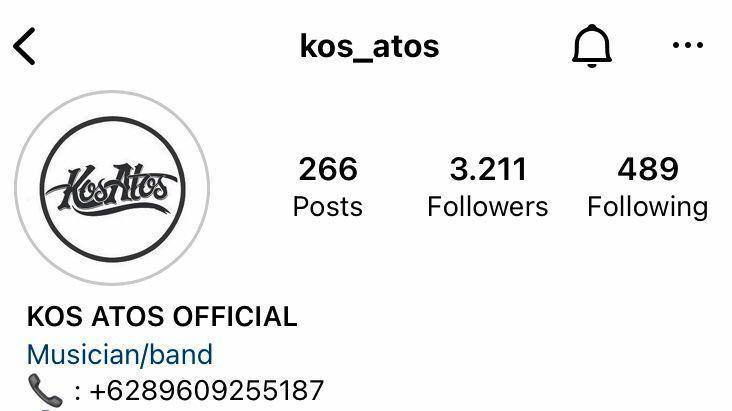 kos_atos
KosAtos
266 3.211 489
Posts Followers Following
KOS ATOS OFFICIAL
Musician/band
: +6289609255187